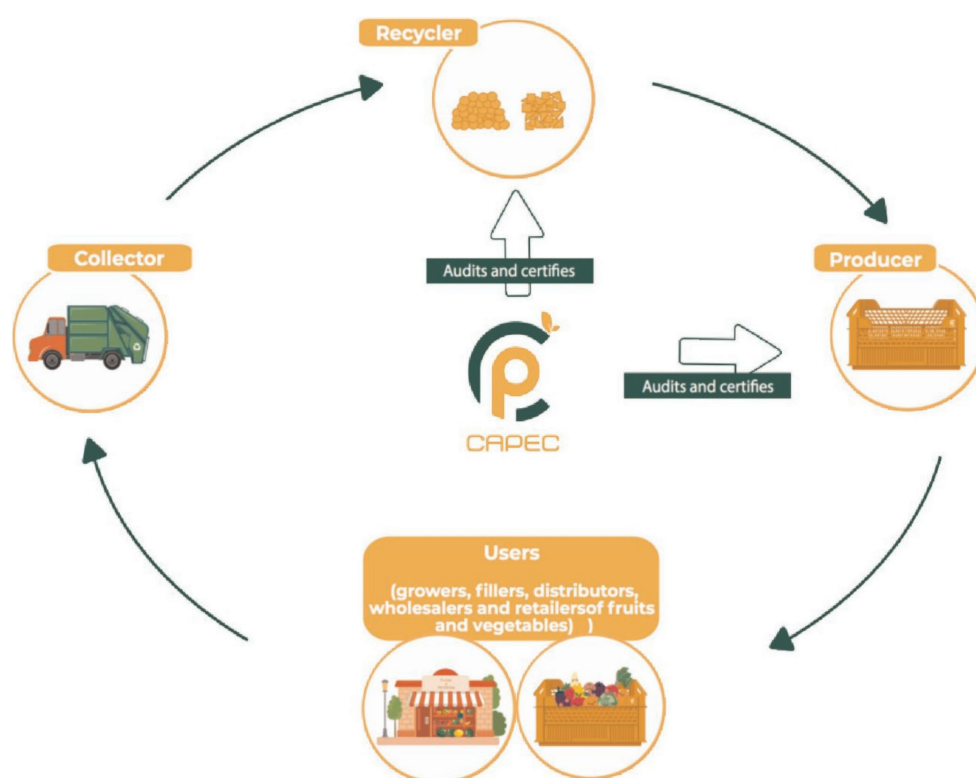 Recycler
Collector
Audits and certifies
Producer
Audits and certifies
CAPEC
Users
(growers, fillers, distributors,
wholesalers and retailersof fruits
and vegetables) )